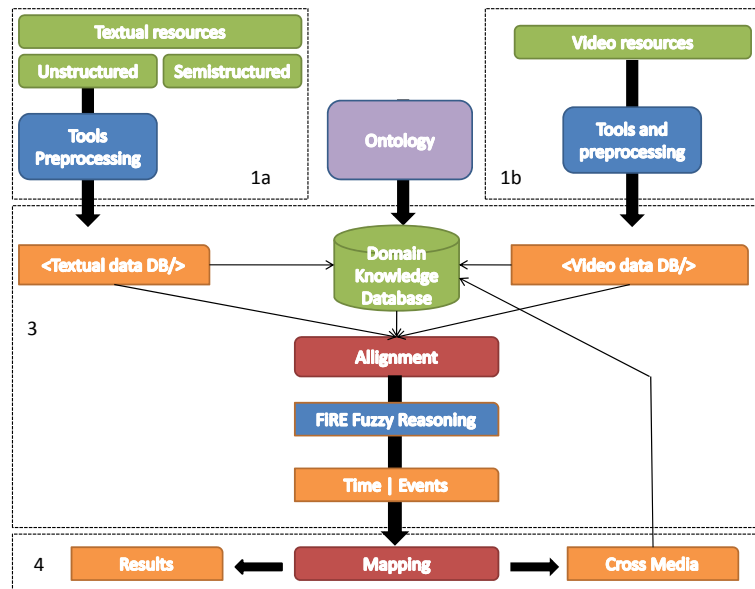 Textual resources
Unstructured
Semistructured
Tools
Preprocessing
1a
Ontology
Video resources
Tools and
preprocessing
1b
<Textual data DB/>
Domain
Knowledge
Database
<Video data DB/>
3
Allignment
FiRE Fuzzy Reasoning
Time | Events
4
Results
Mapping
Cross Media